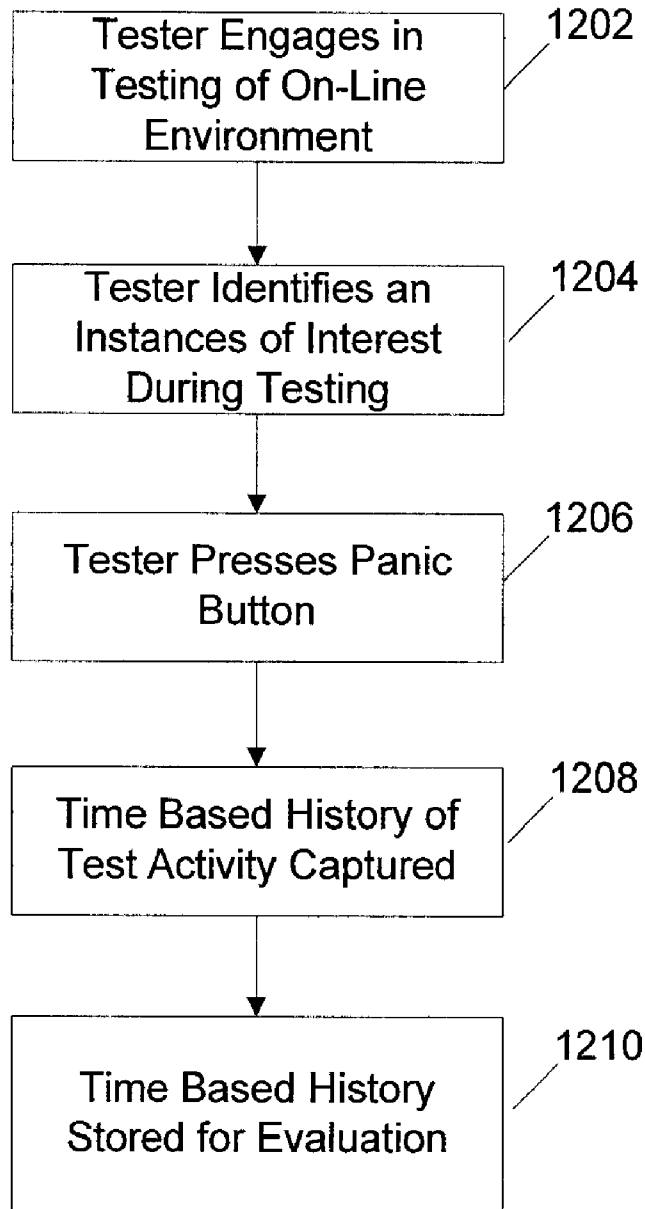 1202
Tester Engages in
Testing of On-Line
Environment
1204
Tester Identifies an
Instances of Interest
During Testing
1206
Tester Presses Panic
Button
1208
Time Based History of
Test Activity Captured
1210
Time Based History
Stored for Evaluation